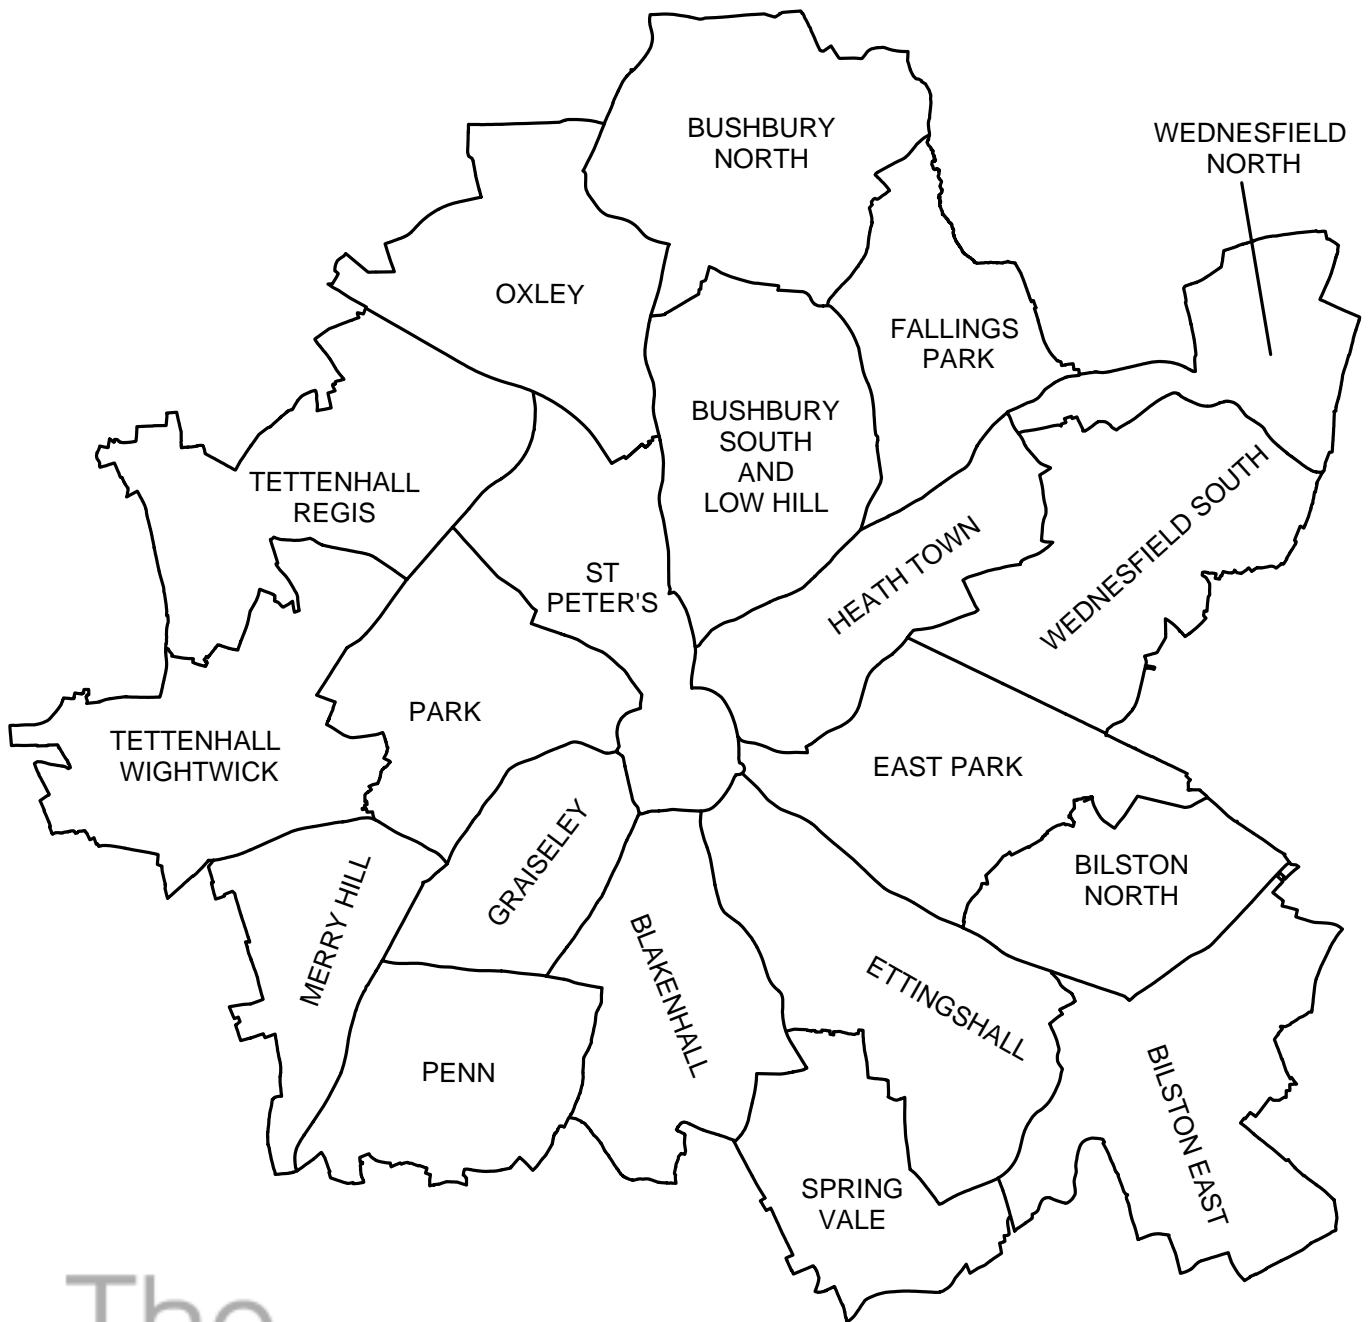 BUSHBURY
NORTH
WEDNESFIELD
NORTH
OXLEY
FALLINGS
PARK
BUSHBURY
SOUTH
AND
LOW HILL
TETTENHALL
REGIS
WEDNESFIELD SOUTH
HEATH TOWN
ST
PETER'S
PARK
TETTENHALL
WIGHTWICK
EAST PARK
GRAISELEY
BILSTON
NORTH
MERRY HILL
BLAKENHALL
ETTINGSHALL
PENN
BILSTON EAST
SPRING
VALE
The